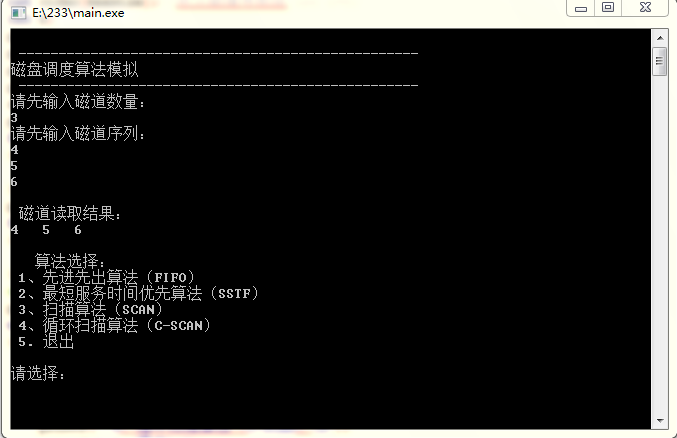 E:\233\main.exe
--------------------------------------------------
磁盘调度算法模拟
--------------------------------------------------
请先输入磁道数量：
3
请先输入磁道序列：
4
5
6
磁道读取结果：
4 5 6
算法选择：
1、先进先出算法（FIFO）
2、最短服务时间优先算法（SSTF）
3、扫描算法（SCAN）
4、循环扫描算法（C-SCAN）
5. 退出
请选择：